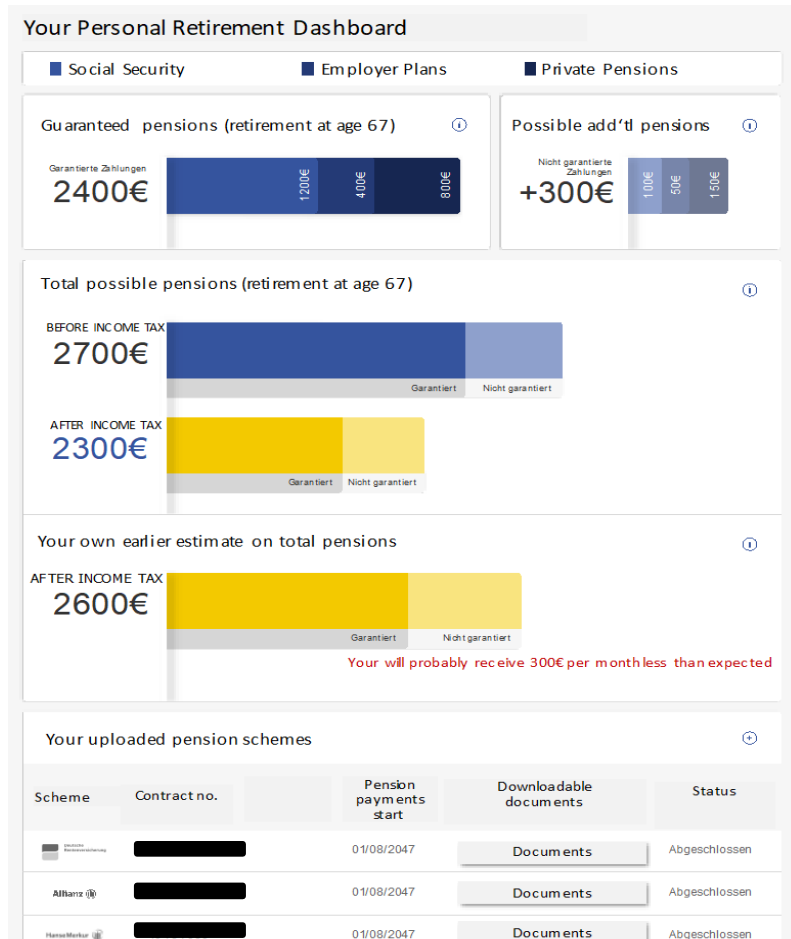 Your Personal Retirement Dashboard
Social Security
Employer Plans
Private Pensions
Guaranteed pensions (retirement at age 67)
Garantierte Zahlungen
2400€
1200€
400€
800€
Possible add'tl pensions
Nicht garantierte
Zahlungen
+300€
100€
50€
150€
Total possible pensions (retirement at age 67)
BEFORE INCOME TAX
2700€
Garantiert
Nicht garantiert
AFTER INCOME TAX
2300€
Garantiert
Nicht garantiert
Your own earlier estimate on total pensions
AFTER INCOME TAX
2600€
Garantiert
Nicht garantiert
Your will probably receive 300€ per month less than expected
Your uploaded pension schemes
Scheme
Contract no.
Pension
payments
start
Downloadable
documents
Status
Deutsche
Rentenversicherung
01/08/2047
Documents
Abgeschlossen
Allianz
01/08/2047
Documents
Abgeschlossen
HanseMerkur
01/08/2047
Documents
Abgeschlossen